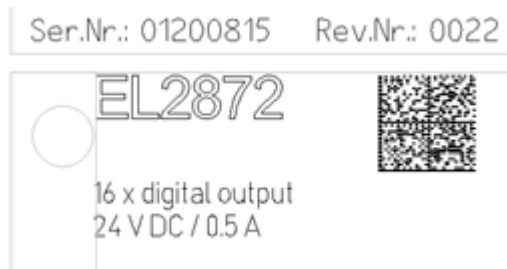 Ser.Nr.: 01200815 Rev.Nr.: 0022
EL2872
16 x digital output
24 V DC / 0.5 A